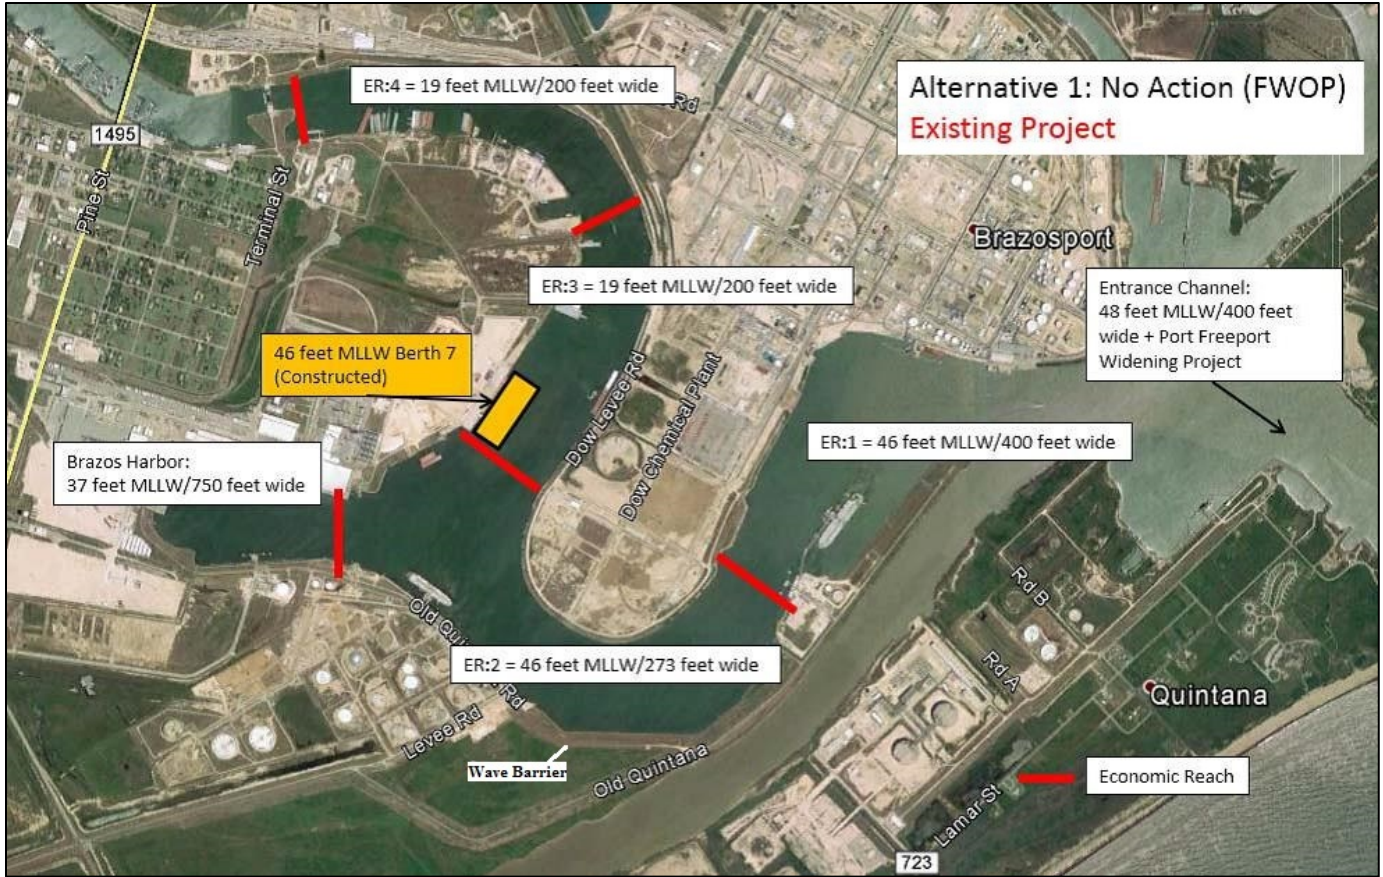 ER:4 = 19 feet MLLW/200 feet wide
Rd
Alternative 1: No Action (FWOP)
Existing Project
1495
Pine St
Terminal St
Brazosport
ER:3 = 19 feet MLLW/200 feet wide
Entrance Channel:
48 feet MLLW/400 feet
wide + Port Freeport
Widening Project
46 feet MLLW Berth 7
(Constructed)
Dow Levee Rd
Dow Chemical Plant
ER:1 = 46 feet MLLW/400 feet wide
Brazos Harbor:
37 feet MLLW/750 feet wide
Rd B
Rd A
Old Qui
Rd
ER:2 = 46 feet MLLW/273 feet wide
Quintana
Levee Rd
Wave Barrier
Old Quintana
Economic Reach
Lamar St
723